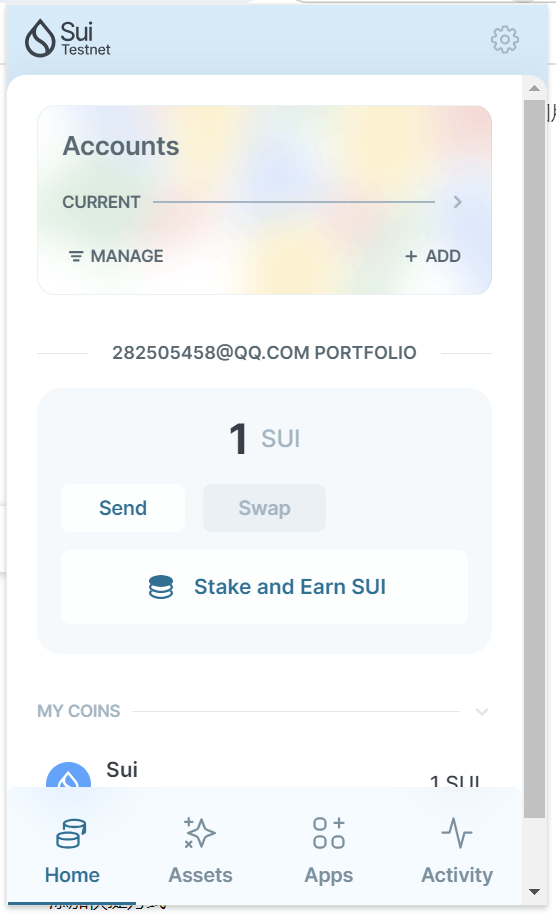 Sui
Testnet
Accounts
CURRENT
MANAGE
+ ADD
282505458@QQ.COM PORTFOLIO
1 SUI
Send
Swap
Stake and Earn SUI
MY COINS
Sui
1 SUI
Home
Assets
Apps
Activity